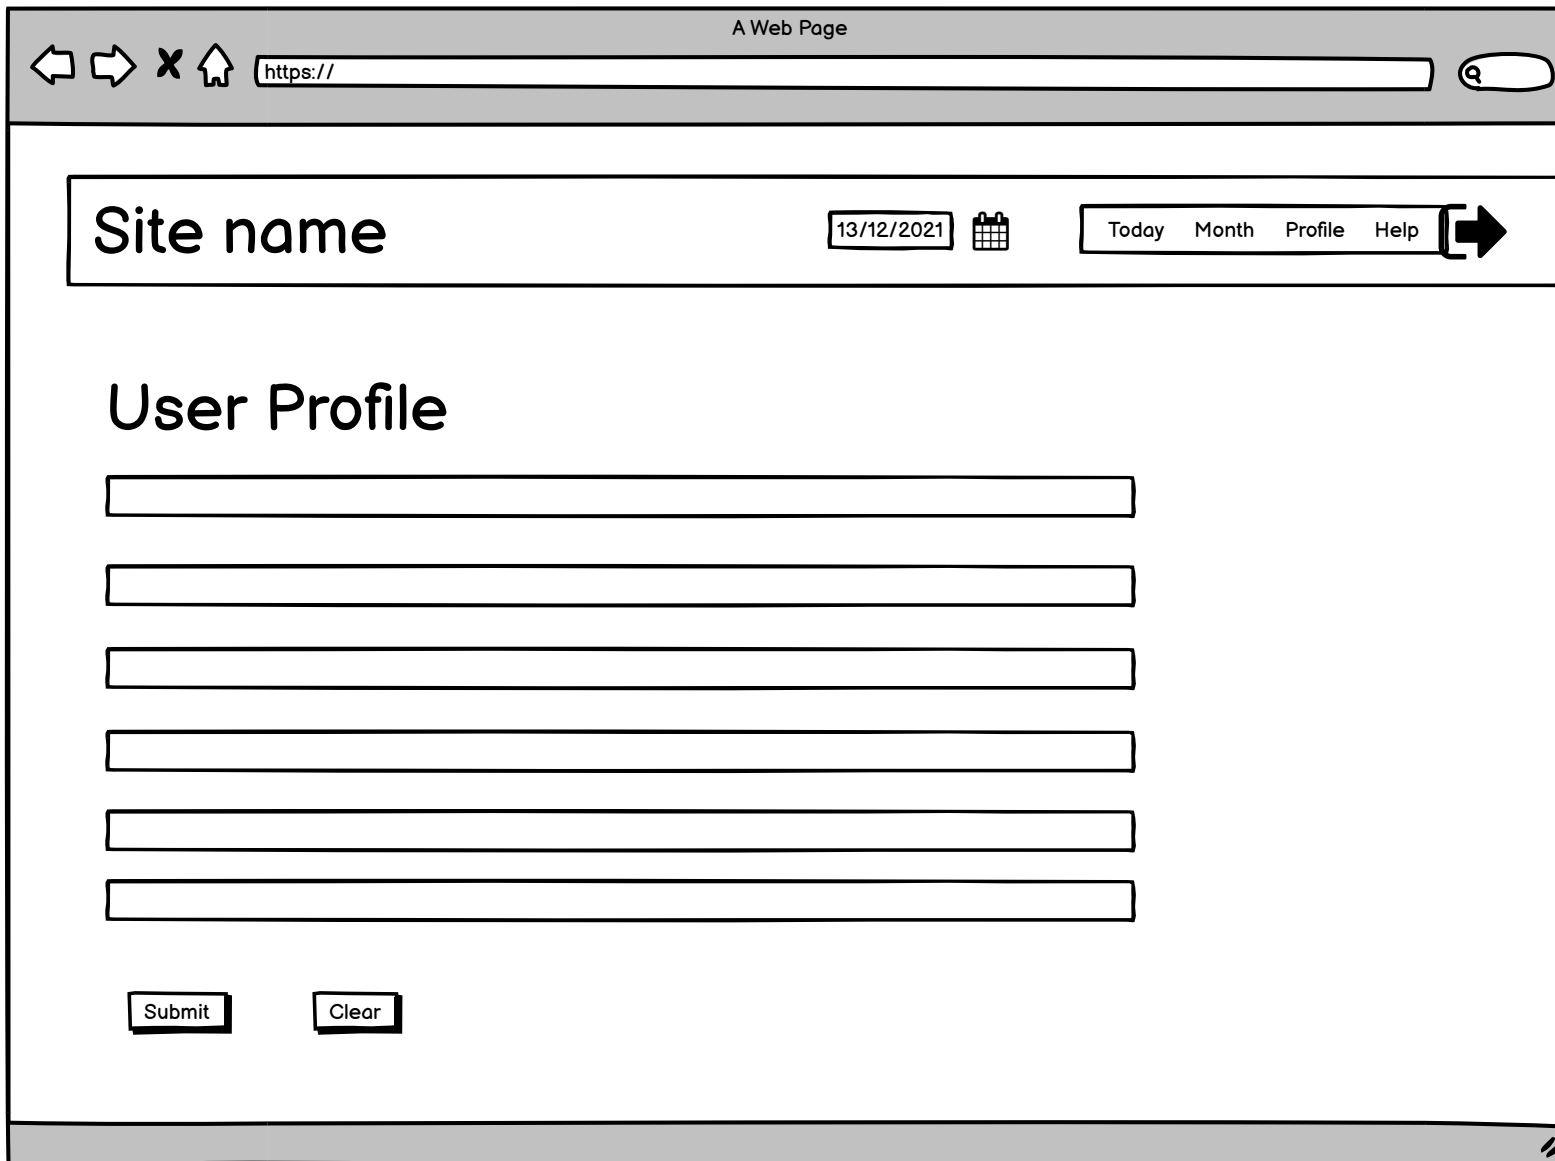 A Web Page
https://
Site name
13/12/2021
Today Month Profile Help
User Profile
Submit Clear